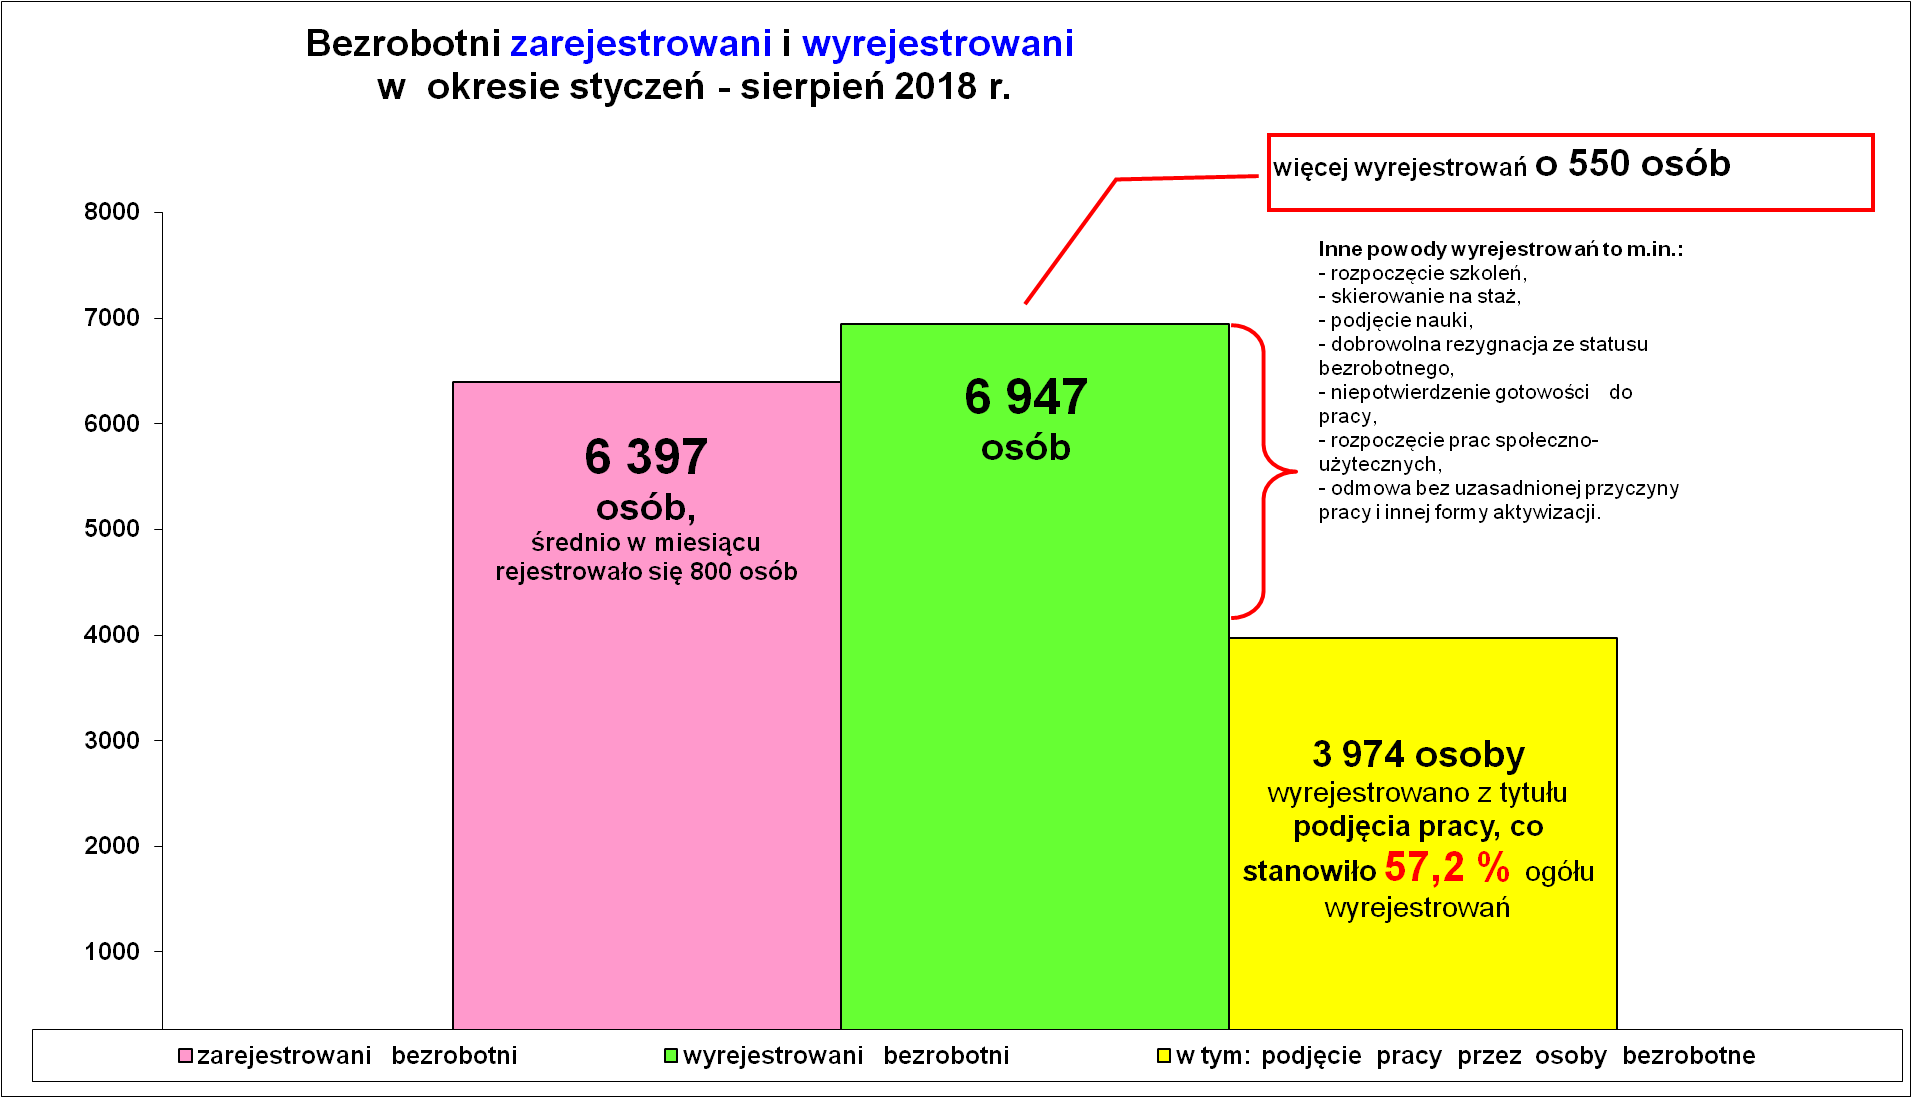 Bezrobotni zarejestrowani i wyrejestrowani
w okresie styczeń - sierpień 2018 r.
więcej wyrejestrowań o 550 osób
Inne powody wyrejestrowań to m.in.:
- rozpoczęcie szkoleń,
- skierowanie na staż,
- podjęcie nauki,
- dobrowolna rezygnacja ze statusu
bezrobotnego,
- niepotwierdzenie gotowości do
pracy,
- rozpoczęcie prac społeczno-
użytecznych,
- odmowa bez uzasadnionej przyczyny
pracy i innej formy aktywizacji.
8000
7000
6000
5000
4000
3000
2000
1000
6 397
osób,
średnio w miesiącu
rejestrowało się 800 osób
6 947
osób
3 974 osoby
wyrejestrowano z tytułu
podjęcia pracy, co
stanowiło 57,2 % ogółu
wyrejestrowań
zarejestrowani bezrobotni
wyrejestrowani bezrobotni
w tym: podjęcie pracy przez osoby bezrobotne